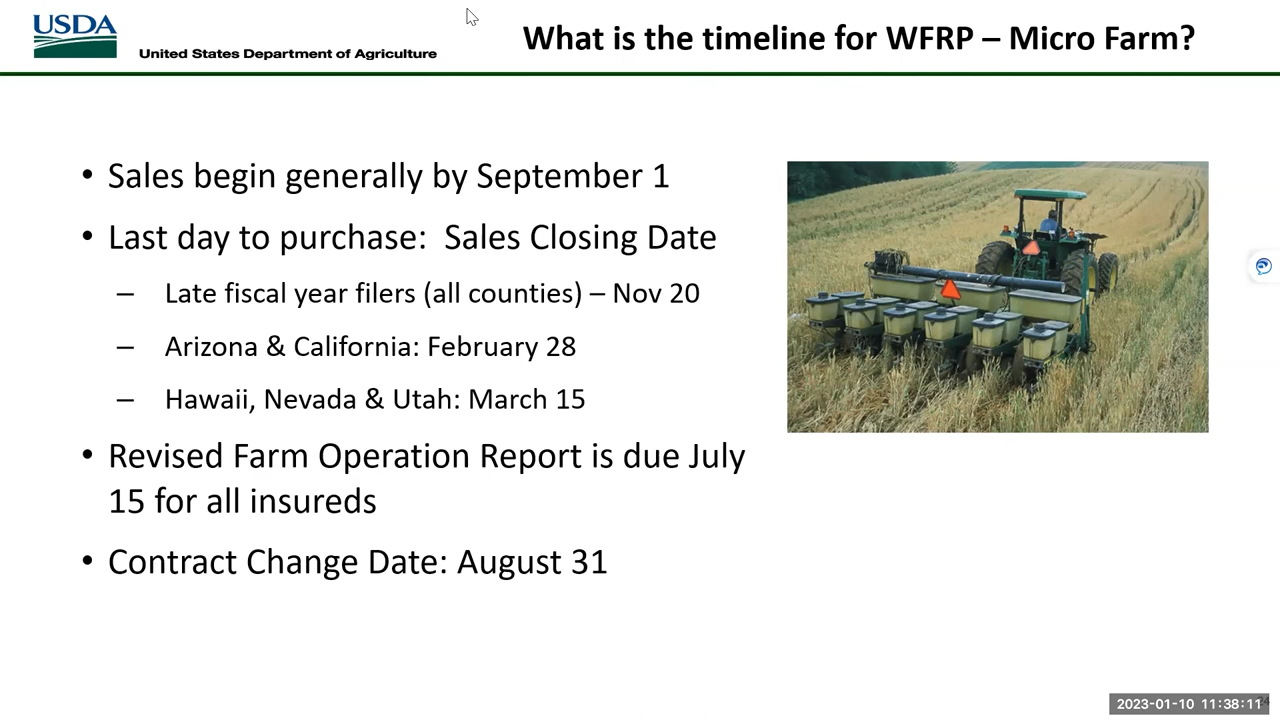 USDA
United States Department of Agriculture
What is the timeline for WFRP – Micro Farm?
• Sales begin generally by September 1
• Last day to purchase: Sales Closing Date
– Late fiscal year filers (all counties) – Nov 20
– Arizona & California: February 28
– Hawaii, Nevada & Utah: March 15
• Revised Farm Operation Report is due July
15 for all insureds
• Contract Change Date: August 31
2023-01-10 11:38:11